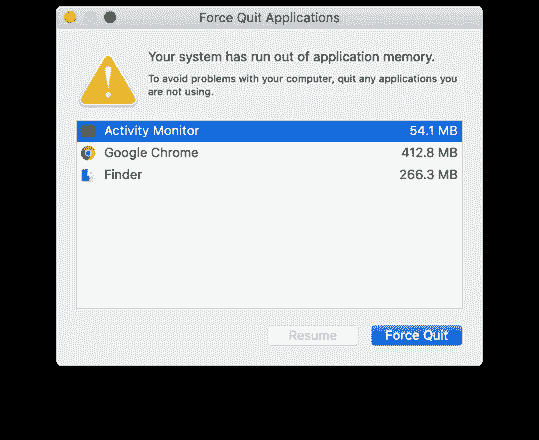 Force Quit Applications
Your system has run out of application memory.
To avoid problems with your computer, quit any applications you
are not using.
Activity Monitor 54.1 MB
Google Chrome 412.8 MB
Finder 266.3 MB
Resume Force Quit